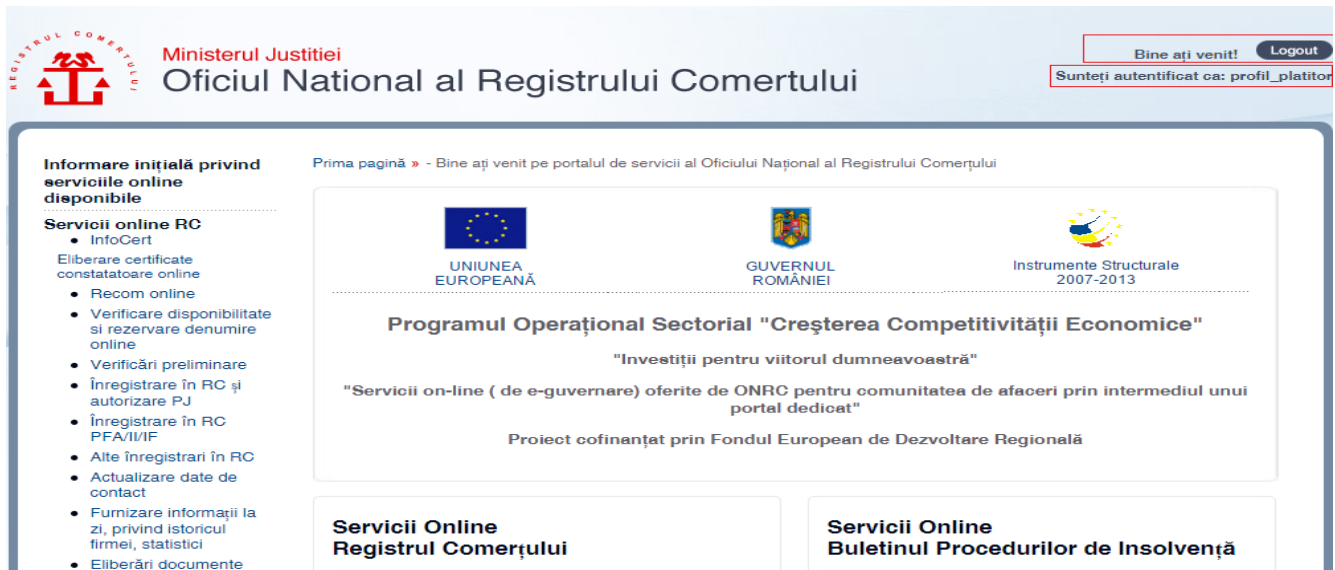 REGISTRUL COMERTULUI
Ministerul Justitiei
Oficiul National al Registrului Comertului
Bine ați venit! Logout
Sunteți autentificat ca: profil_platitor
Informare inițială privind
serviciile online
disponibile
Servicii online RC
• InfoCert
Eliberare certificate
constatatoare online
• Recom online
• Verificare disponibilitate
si rezervare denumire
online
• Verificări preliminare
• Înregistrare în RC și
autorizare PJ
• Înregistrare în RC
PFA/II/IF
• Alte înregistrari în RC
• Actualizare date de
contact
• Furnizare informații la
zi, privind istoricul
firmei, statistici
• Eliberări documente
Prima pagină » - Bine ați venit pe portalul de servicii al Oficiului Național al Registrului Comerțului
UNIUNEA
EUROPEANĂ
GUVERNUL
ROMÂNIEI
Instrumente Structurale
2007-2013
Programul Operațional Sectorial "Creşterea Competitivității Economice"
"Investiții pentru viitorul dumneavoastră"
"Servicii on-line ( de e-guvernare) oferite de ONRC pentru comunitatea de afaceri prin intermediul unui
portal dedicat"
Proiect cofinanțat prin Fondul European de Dezvoltare Regională
Servicii Online
Registrul Comerțului
Servicii Online
Buletinul Procedurilor de Insolvență